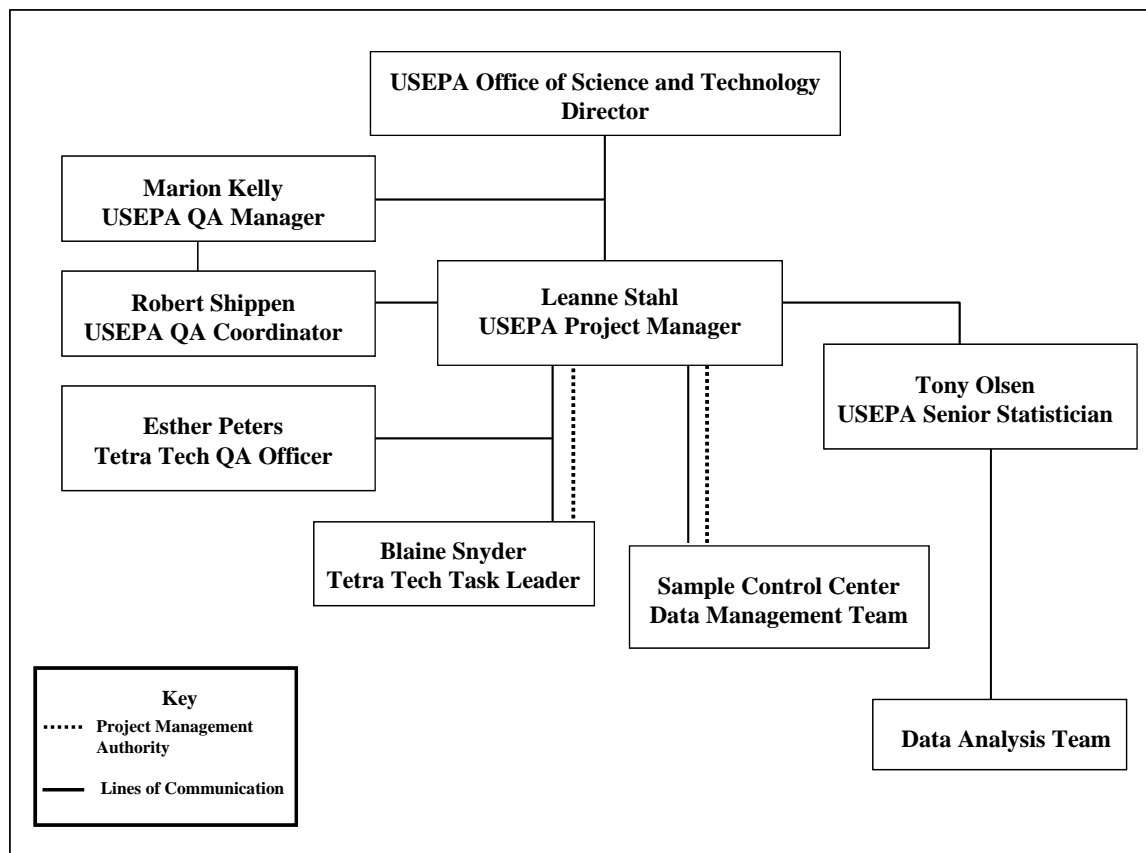 USEPA Office of Science and Technology
Director
Marion Kelly
USEPA QA Manager
Robert Shippen
USEPA QA Coordinator
Leanne Stahl
USEPA Project Manager
Tony Olsen
USEPA Senior Statistician
Esther Peters
Tetra Tech QA Officer
Blaine Snyder
Tetra Tech Task Leader
Sample Control Center
Data Management Team
Data Analysis Team
Key
Project Management
Authority
Lines of Communication